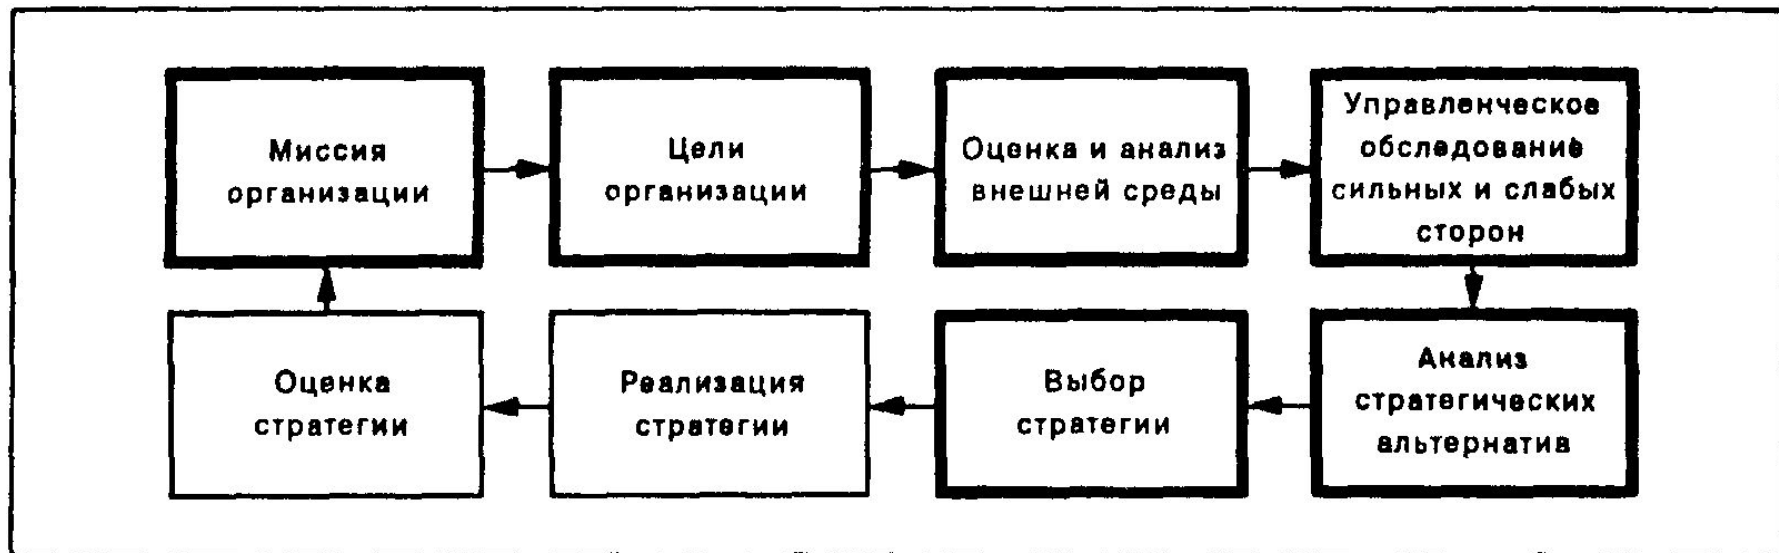 Миссия
организации
Цели
организации
Оценка и анализ
внешней среды
Управленческое
обследование
сильных и слабых
сторон
Оценка
стратегии
Реализация
стратегии
Выбор
стратегии
Анализ
стратегических
альтернатив